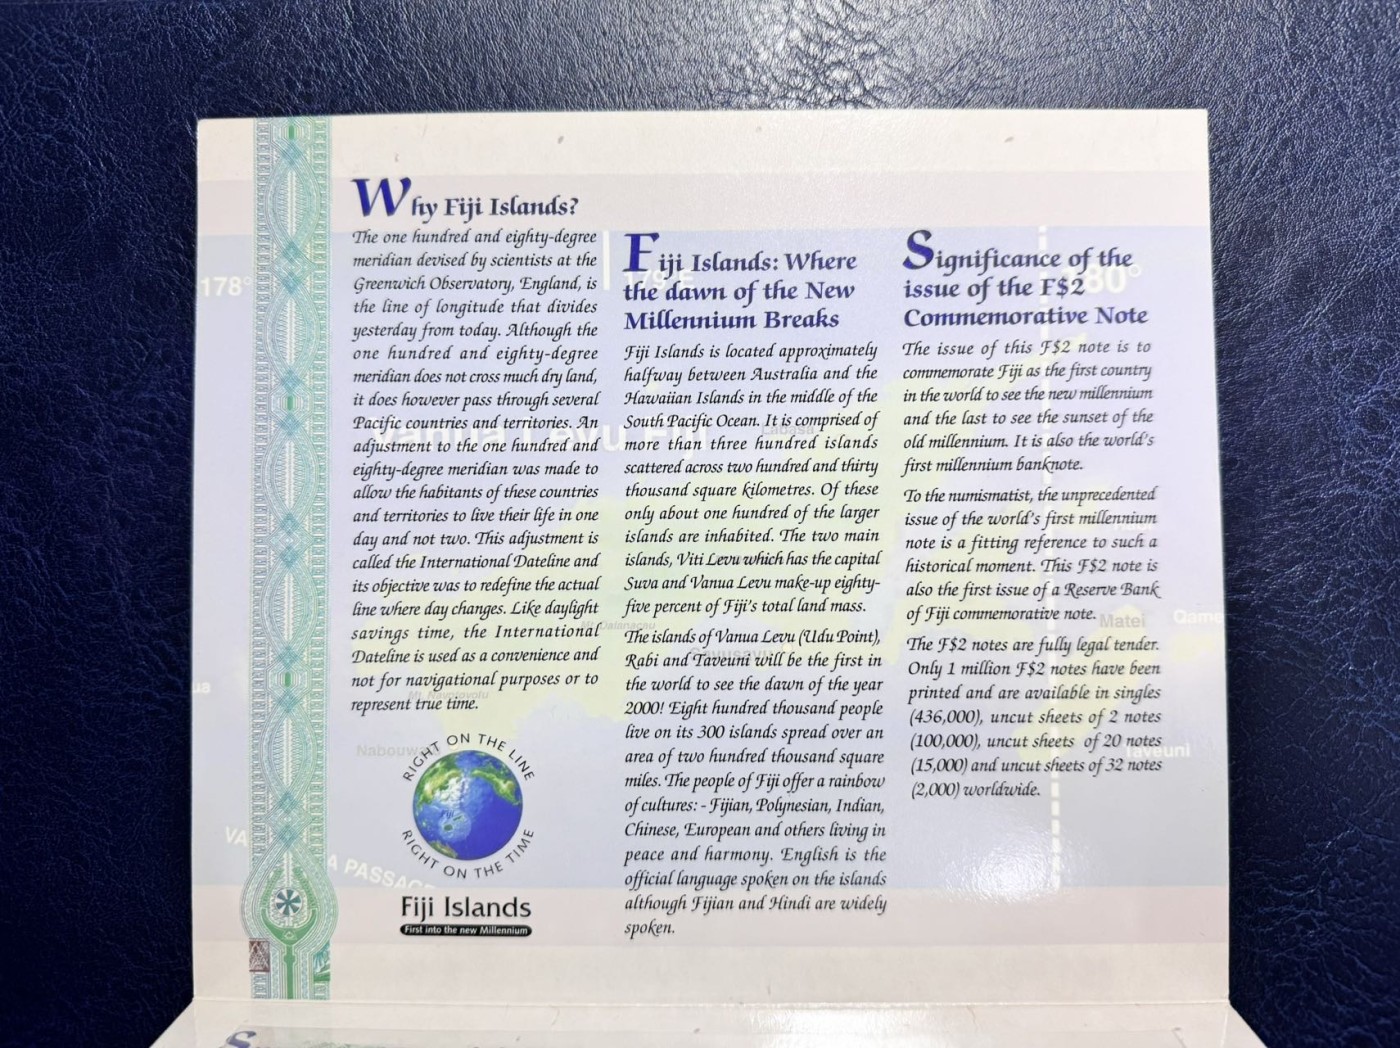 Why Fiji Islands?
The one hundred and eighty-degree
meridian devised by scientists at the
Greenwich Observatory, England, is
the line of longitude that divides
yesterday from today. Although the
one hundred and eighty-degree
meridian does not cross much dry land,
it does however pass through several
Pacific countries and territories. An
adjustment to the one hundred and
eighty-degree meridian was made to
allow the habitants of these countries
and territories to live their life in one
day and not two. This adjustment is
called the International Dateline and
its objective was to redefine the actual
line where day changes. Like daylight
savings time, the International
Dateline is used as a convenience and
not for navigational purposes or to
represent true time.
RIGHT ON THE LINE
RIGHT ON THE TIME
Fiji Islands
First into the new Millennium
Fiji Islands: Where
the dawn of the New
Millennium Breaks
Fiji Islands is located approximately
halfway between Australia and the
Hawaiian Islands in the middle of the
South Pacific Ocean. It is comprised of
more than three hundred islands
scattered across two hundred and thirty
thousand square kilometres. Of these
only about one hundred of the larger
islands are inhabited. The two main
islands, Viti Levu which has the capital
Suva and Vanua Levu make-up eighty-
five percent of Fiji's total land mass.
The islands of Vanua Levu (Udu Point),
Rabi and Taveuni will be the first in
the world to see the dawn of the year
2000! Eight hundred thousand people
live on its 300 islands spread over an
area of two hundred thousand square
miles. The people of Fiji offer a rainbow
of cultures: - Fijian, Polynesian, Indian,
Chinese, European and others living in
peace and harmony. English is the
official language spoken on the islands
although Fijian and Hindi are widely
spoken.
Significance of the
issue of the F$2
Commemorative Note
The issue of this F$2 note is to
commemorate Fiji as the first country
in the world to see the new millennium
and the last to see the sunset of the
old millennium. It is also the world's
first millennium banknote.
To the numismatist, the unprecedented
issue of the world's first millennium
note is a fitting reference to such a
historical moment. This F$2 note is
also the first issue of a Reserve Bank
of Fiji commemorative note.
The F$2 notes are fully legal tender.
Only 1 million F$2 notes have been
printed and are available in singles
(436,000), uncut sheets of 2 notes
(100,000), uncut sheets of 20 notes
(15,000) and uncut sheets of 32 notes
(2,000) worldwide.
178°
179°E
180°
Vanua Levu Fiji
Labasa
Savusavu
Matei
Taveuni